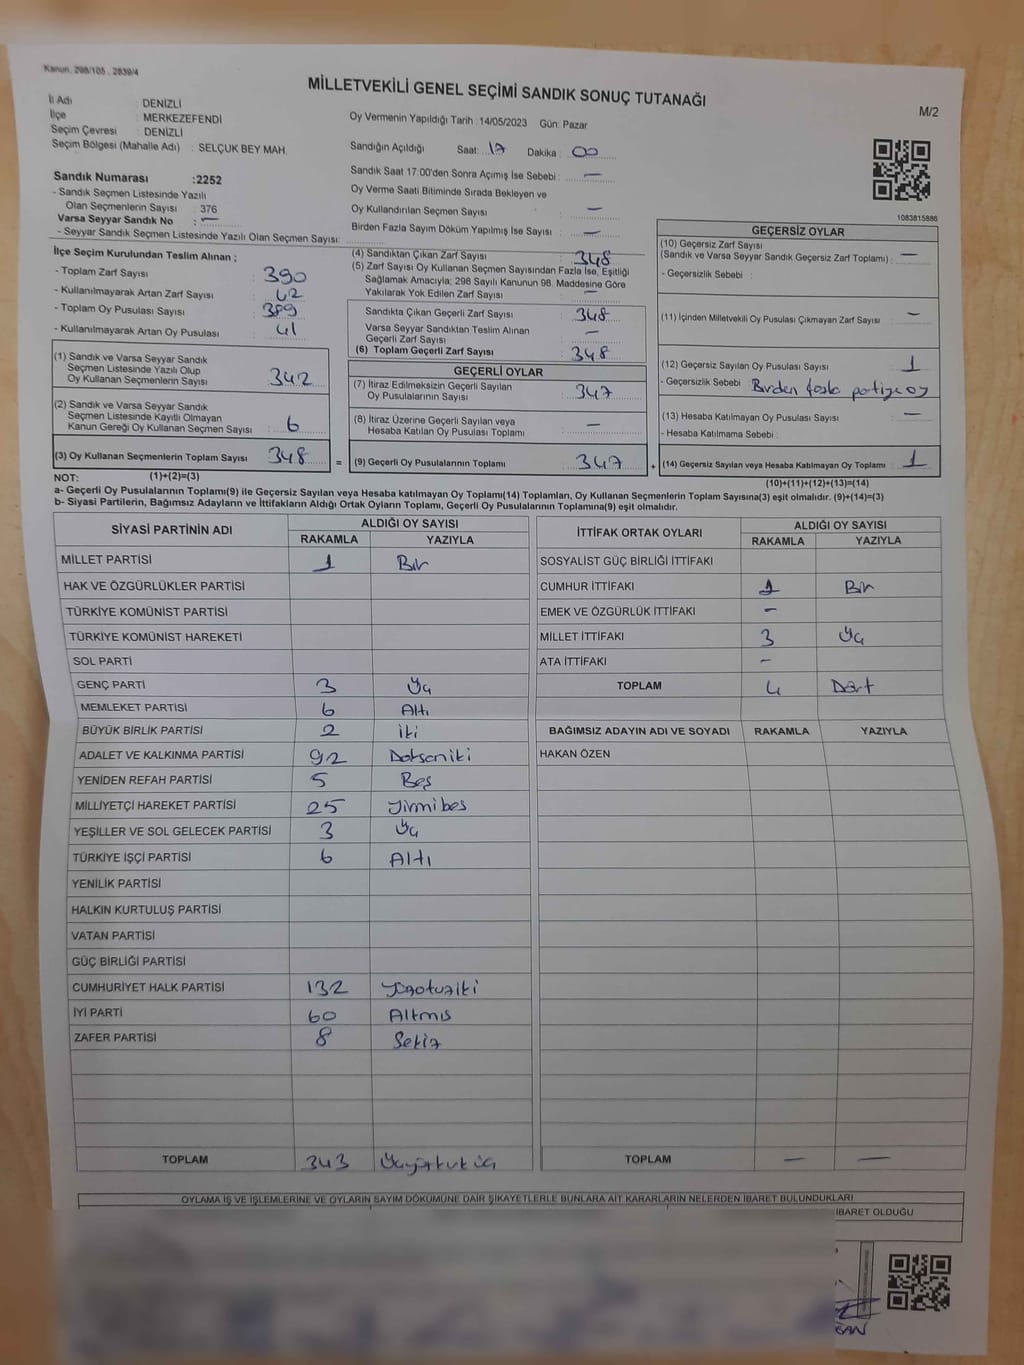 Kanun. 298/105 , 2839/4
MİLLETVEKİLİ GENEL SEÇİMİ SANDIK SONUÇ TUTANAĞI
M/2
İl Adı : DENİZLİ
İlçe : MERKEZEFENDİ
Seçim Çevresi : DENİZLİ
Seçim Bölgesi (Mahalle Adı) : SELÇUK BEY MAH.
Oy Vermenin Yapıldığı Tarih : 14/05/2023 Gün: Pazar
Sandığın Açıldığı Saat: 17 Dakika : 00
Sandık Saat 17:00'den Sonra Açımış İse Sebebi : —
Oy Verme Saati Bitiminde Sırada Bekleyen ve
Oy Kullandırılan Seçmen Sayısı : —
Birden Fazla Sayım Döküm Yapılmış İse Sayısı : —
1083815886
Sandık Numarası :2252
- Sandık Seçmen Listesinde Yazılı
Olan Seçmenlerin Sayısı : 376
Varsa Seyyar Sandık No : —
- Seyyar Sandık Seçmen Listesinde Yazılı Olan Seçmen Sayısı:
İlçe Seçim Kurulundan Teslim Alınan ;
- Toplam Zarf Sayısı : 390
- Kullanılmayarak Artan Zarf Sayısı : 42
- Toplam Oy Pusulası Sayısı : 389
- Kullanılmayarak Artan Oy Pusulası : 41
(1) Sandık ve Varsa Seyyar Sandık
Seçmen Listesinde Yazılı Olup
Oy Kullanan Seçmenlerin Sayısı : 342
(2) Sandık ve Varsa Seyyar Sandık
Seçmen Listesinde Kayıtlı Olmayan
Kanun Gereği Oy Kullanan Seçmen Sayısı : 6
(3) Oy Kullanan Seçmenlerin Toplam Sayısı : 348
(4) Sandıktan Çıkan Zarf Sayısı : 348
(5) Zarf Sayısı Oy Kullanan Seçmen Sayısından Fazla İse, Eşitliği
Sağlamak Amacıyla; 298 Sayılı Kanunun 98. Maddesine Göre
Yakılarak Yok Edilen Zarf Sayısı : —
Sandıkta Çıkan Geçerli Zarf Sayısı : 348
Varsa Seyyar Sandıktan Teslim Alınan
Geçerli Zarf Sayısı : —
(6) Toplam Geçerli Zarf Sayısı : 348
GEÇERLİ OYLAR
(7) İtiraz Edilmeksizin Geçerli Sayılan
Oy Pusulalarının Sayısı : 347
(8) İtiraz Üzerine Geçerli Sayılan veya
Hesaba Katılan Oy Pusulası Toplamı : —
= (9) Geçerli Oy Pusulalarının Toplamı : 347 +
GEÇERSİZ OYLAR
(10) Geçersiz Zarf Sayısı
(Sandık ve Varsa Seyyar Sandık Geçersiz Zarf Toplamı) : —
- Geçersizlik Sebebi :
(11) İçinden Milletvekili Oy Pusulası Çıkmayan Zarf Sayısı : —
(12) Geçersiz Sayılan Oy Pusulası Sayısı : 1
- Geçersizlik Sebebi : Birden fazla partiye oy
(13) Hesaba Katılmayan Oy Pusulası Sayısı : —
- Hesaba Katılmama Sebebi :
(14) Geçersiz Sayılan veya Hesaba Katılmayan Oy Toplamı : 1
NOT: (1)+(2)=(3)
(10)+(11)+(12)+(13)=(14)
a- Geçerli Oy Pusulalarının Toplamı(9) ile Geçersiz Sayılan veya Hesaba katılmayan Oy Toplamı(14) Toplamları, Oy Kullanan Seçmenlerin Toplam Sayısına(3) eşit olmalıdır. (9)+(14)=(3)
b- Siyasi Partilerin, Bağımsız Adayların ve İttifakların Aldığı Ortak Oyların Toplamı, Geçerli Oy Pusulalarının Toplamına(9) eşit olmalıdır.
SİYASİ PARTİNİN ADI ALDIĞI OY SAYISI
RAKAMLA YAZIYLA
MİLLET PARTİSİ 1 Bir
HAK VE ÖZGÜRLÜKLER PARTİSİ
TÜRKİYE KOMÜNİST PARTİSİ
TÜRKİYE KOMÜNİST HAREKETİ
SOL PARTİ
GENÇ PARTİ 3 Üç
MEMLEKET PARTİSİ 6 Altı
BÜYÜK BİRLİK PARTİSİ 2 İki
ADALET VE KALKINMA PARTİSİ 92 Doksaniki
YENİDEN REFAH PARTİSİ 5 Beş
MİLLİYETÇİ HAREKET PARTİSİ 25 Yirmibeş
YEŞİLLER VE SOL GELECEK PARTİSİ 3 Üç
TÜRKİYE İŞÇİ PARTİSİ 6 Altı
YENİLİK PARTİSİ
HALKIN KURTULUŞ PARTİSİ
VATAN PARTİSİ
GÜÇ BİRLİĞİ PARTİSİ
CUMHURİYET HALK PARTİSİ 132 Yüzotuziki
İYİ PARTİ 60 Altmış
ZAFER PARTİSİ 8 Sekiz
TOPLAM 343 Üçyüzkırküç
İTTİFAK ORTAK OYLARI ALDIĞI OY SAYISI
RAKAMLA YAZIYLA
SOSYALİST GÜÇ BİRLİĞİ İTTİFAKI
CUMHUR İTTİFAKI 1 Bir
EMEK VE ÖZGÜRLÜK İTTİFAKI —
MİLLET İTTİFAKI 3 Üç
ATA İTTİFAKI —
TOPLAM 4 Dört
BAĞIMSIZ ADAYIN ADI VE SOYADI RAKAMLA YAZIYLA
HAKAN ÖZEN
TOPLAM — —
OYLAMA İŞ VE İŞLEMLERİNE VE OYLARIN SAYIM DÖKÜMÜNE DAİR ŞİKAYETLERLE BUNLARA AİT KARARLARIN NELERDEN İBARET BULUNDUKLARI
İBARET OLDUĞU